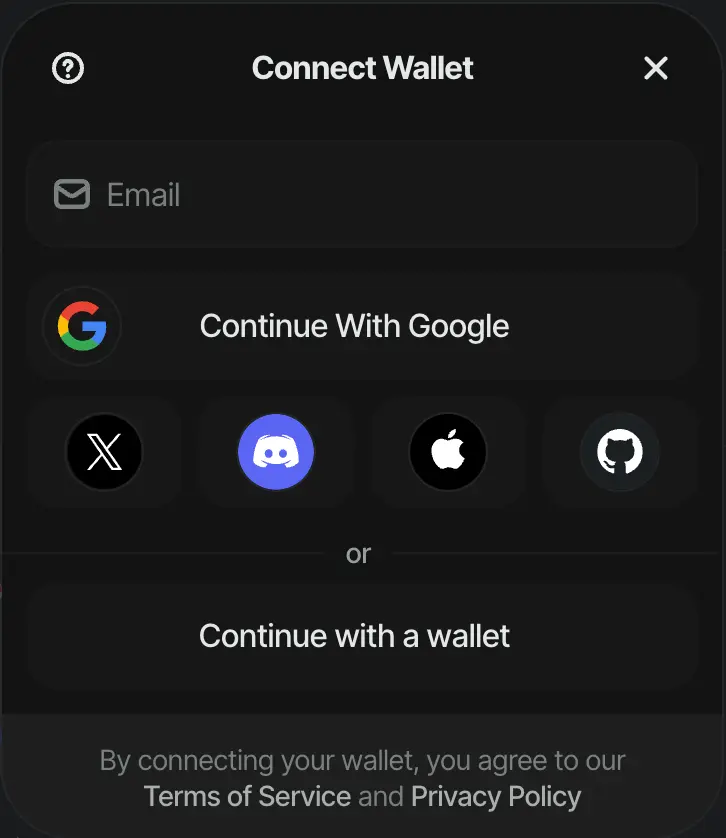 Connect Wallet
Email
Continue With Google
or
Continue with a wallet
By connecting your wallet, you agree to our
Terms of Service and Privacy Policy